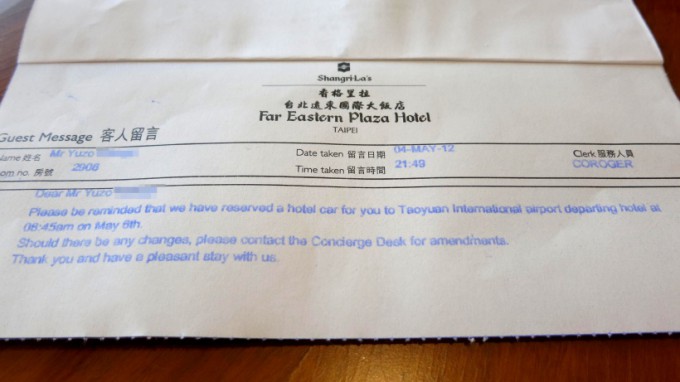 Shangri-La's
香格里拉
台北遠東國際大飯店
Far Eastern Plaza Hotel
TAIPEI
Guest Message 客人留言
Name 姓名 Mr Yuzo Date taken 留言日期 04-MAY-12 Clerk 服務人員
Room no. 房號 2906 Time taken 留言時間 21:49 COROGER
Dear Mr Yuzo
Please be reminded that we have reserved a hotel car for you to Taoyuan International airport departing hotel at
06:45am on May 6th.
Should there be any changes, please contact the Concierge Desk for amendments.
Thank you and have a pleasant stay with us.